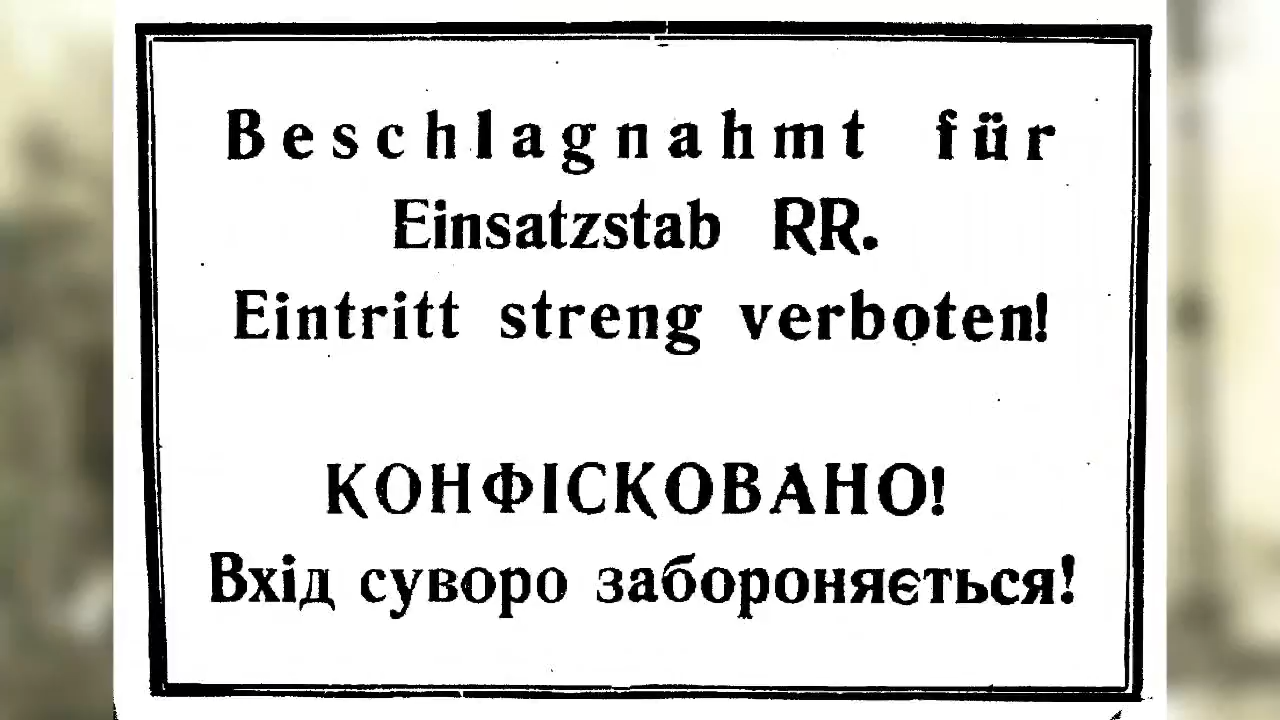 Beschlagnahmt für
Einsatzstab RR.
Eintritt streng verboten!
КОНФІСКОВАНО!
Вхід суворо забороняється!